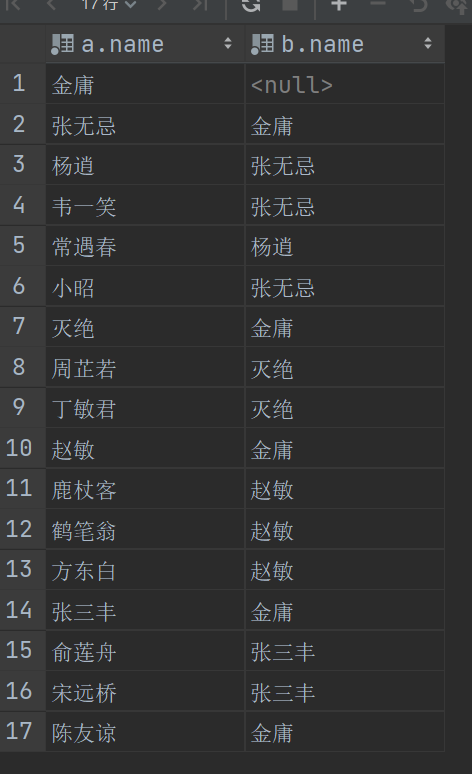 17行
a.name b.name
1 金庸 <null>
2 张无忌 金庸
3 杨逍 张无忌
4 韦一笑 张无忌
5 常遇春 杨逍
6 小昭 张无忌
7 灭绝 金庸
8 周芷若 灭绝
9 丁敏君 灭绝
10 赵敏 金庸
11 鹿杖客 赵敏
12 鹤笔翁 赵敏
13 方东白 赵敏
14 张三丰 金庸
15 俞莲舟 张三丰
16 宋远桥 张三丰
17 陈友谅 金庸